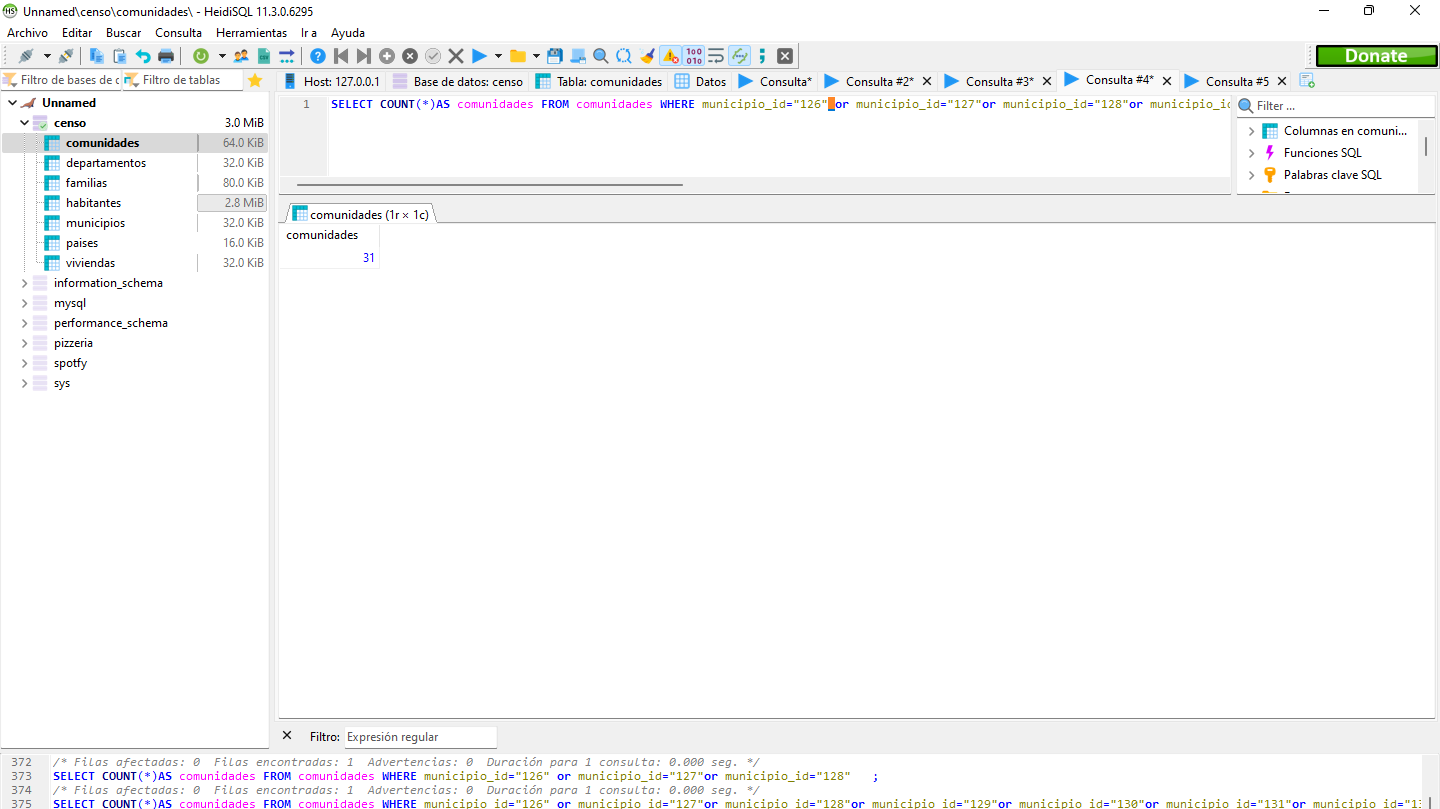 Unnamed\censo\comunidades\ - HeidiSQL 11.3.0.6295
Archivo Editar Buscar Consulta Herramientas Ir a Ayuda
Donate
Filtro de bases de d Filtro de tablas
Host: 127.0.0.1 Base de datos: censo Tabla: comunidades Datos Consulta* Consulta #2* Consulta #3* Consulta #4* Consulta #5
Unnamed
censo 3.0 MiB
comunidades 64.0 KiB
departamentos 32.0 KiB
familias 80.0 KiB
habitantes 2.8 MiB
municipios 32.0 KiB
paises 16.0 KiB
viviendas 32.0 KiB
information_schema
mysql
performance_schema
pizzeria
spotfy
sys
1 SELECT COUNT(*)AS comunidades FROM comunidades WHERE municipio_id="126" or municipio_id="127"or municipio_id="128"or municipio_id
Filter ...
Columnas en comuni...
Funciones SQL
Palabras clave SQL
comunidades (1r × 1c)
comunidades
31
Filtro: Expresión regular
372 /* Filas afectadas: 0 Filas encontradas: 1 Advertencias: 0 Duración para 1 consulta: 0.000 seg. */
373 SELECT COUNT(*)AS comunidades FROM comunidades WHERE municipio_id="126" or municipio_id="127"or municipio_id="128" ;
374 /* Filas afectadas: 0 Filas encontradas: 1 Advertencias: 0 Duración para 1 consulta: 0.000 seg. */
375 SELECT COUNT(*)AS comunidades FROM comunidades WHERE municipio_id="126" or municipio_id="127"or municipio_id="128"or municipio_id="129"or municipio_id="130"or municipio_id="131"or municipio_id="13